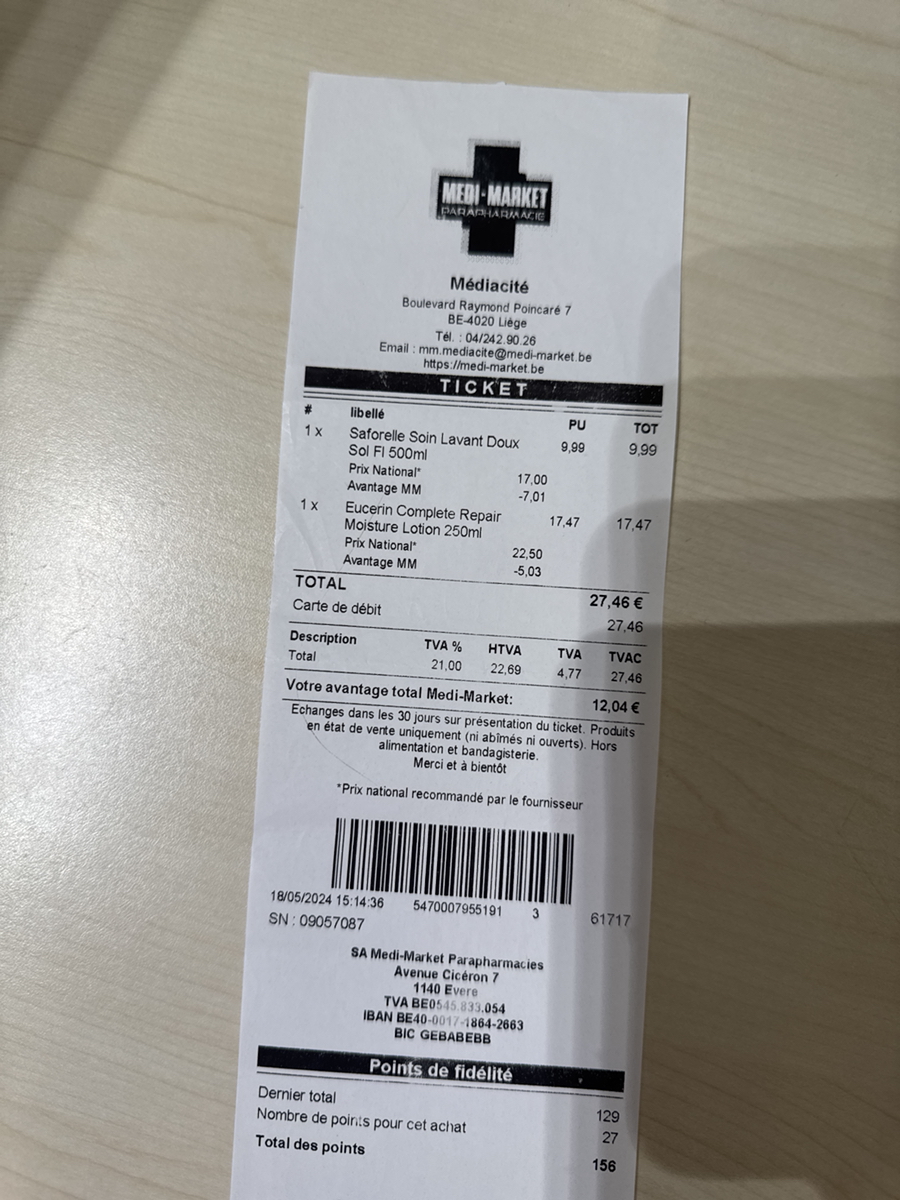 MEDI-MARKET
PARAPHARMACIE
Médiacité
Boulevard Raymond Poincaré 7
BE-4020 Liège
Tél. : 04/242.90.26
Email : mm.mediacite@medi-market.be
https://medi-market.be
TICKET
# libellé PU TOT
1 x Saforelle Soin Lavant Doux 9,99 9,99
Sol Fl 500ml
Prix National* 17,00
Avantage MM -7,01
1 x Eucerin Complete Repair 17,47 17,47
Moisture Lotion 250ml
Prix National* 22,50
Avantage MM -5,03
TOTAL 27,46 €
Carte de débit 27,46
Description TVA % HTVA TVA TVAC
Total 21,00 22,69 4,77 27,46
Votre avantage total Medi-Market: 12,04 €
Echanges dans les 30 jours sur présentation du ticket. Produits
en état de vente uniquement (ni abîmés ni ouverts). Hors
alimentation et bandagisterie.
Merci et à bientôt
*Prix national recommandé par le fournisseur
18/05/2024 15:14:36 5470007955191 3 61717
SN : 09057087
SA Medi-Market Parapharmacies
Avenue Cicéron 7
1140 Evere
TVA BE0545.833.054
IBAN BE40-0017-1864-2663
BIC GEBABEBB
Points de fidélité
Dernier total 129
Nombre de points pour cet achat 27
Total des points 156